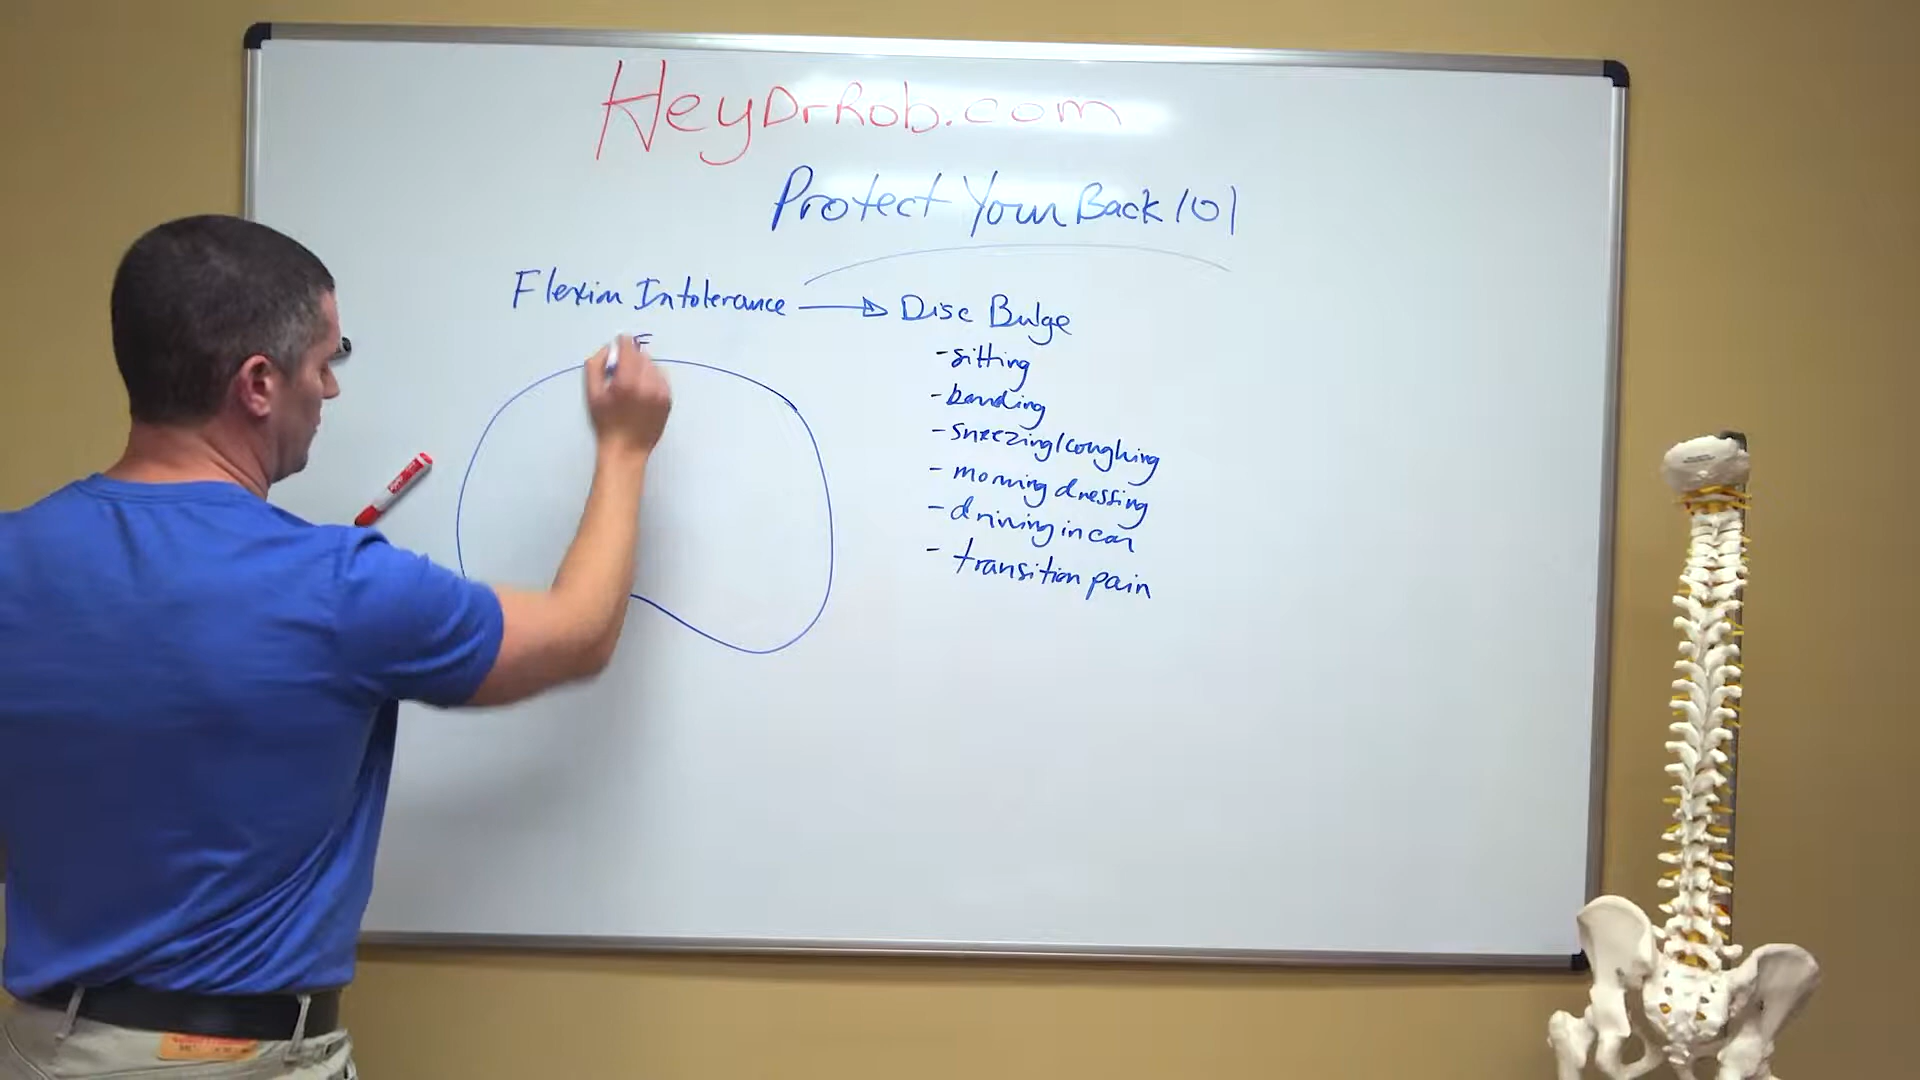 HeyDrRob.com
Protect Your Back 101
Flexion Intolerance → Disc Bulge
F
- sitting
- bending
- sneezing/coughing
- morning dressing
- driving in car
- transition pain